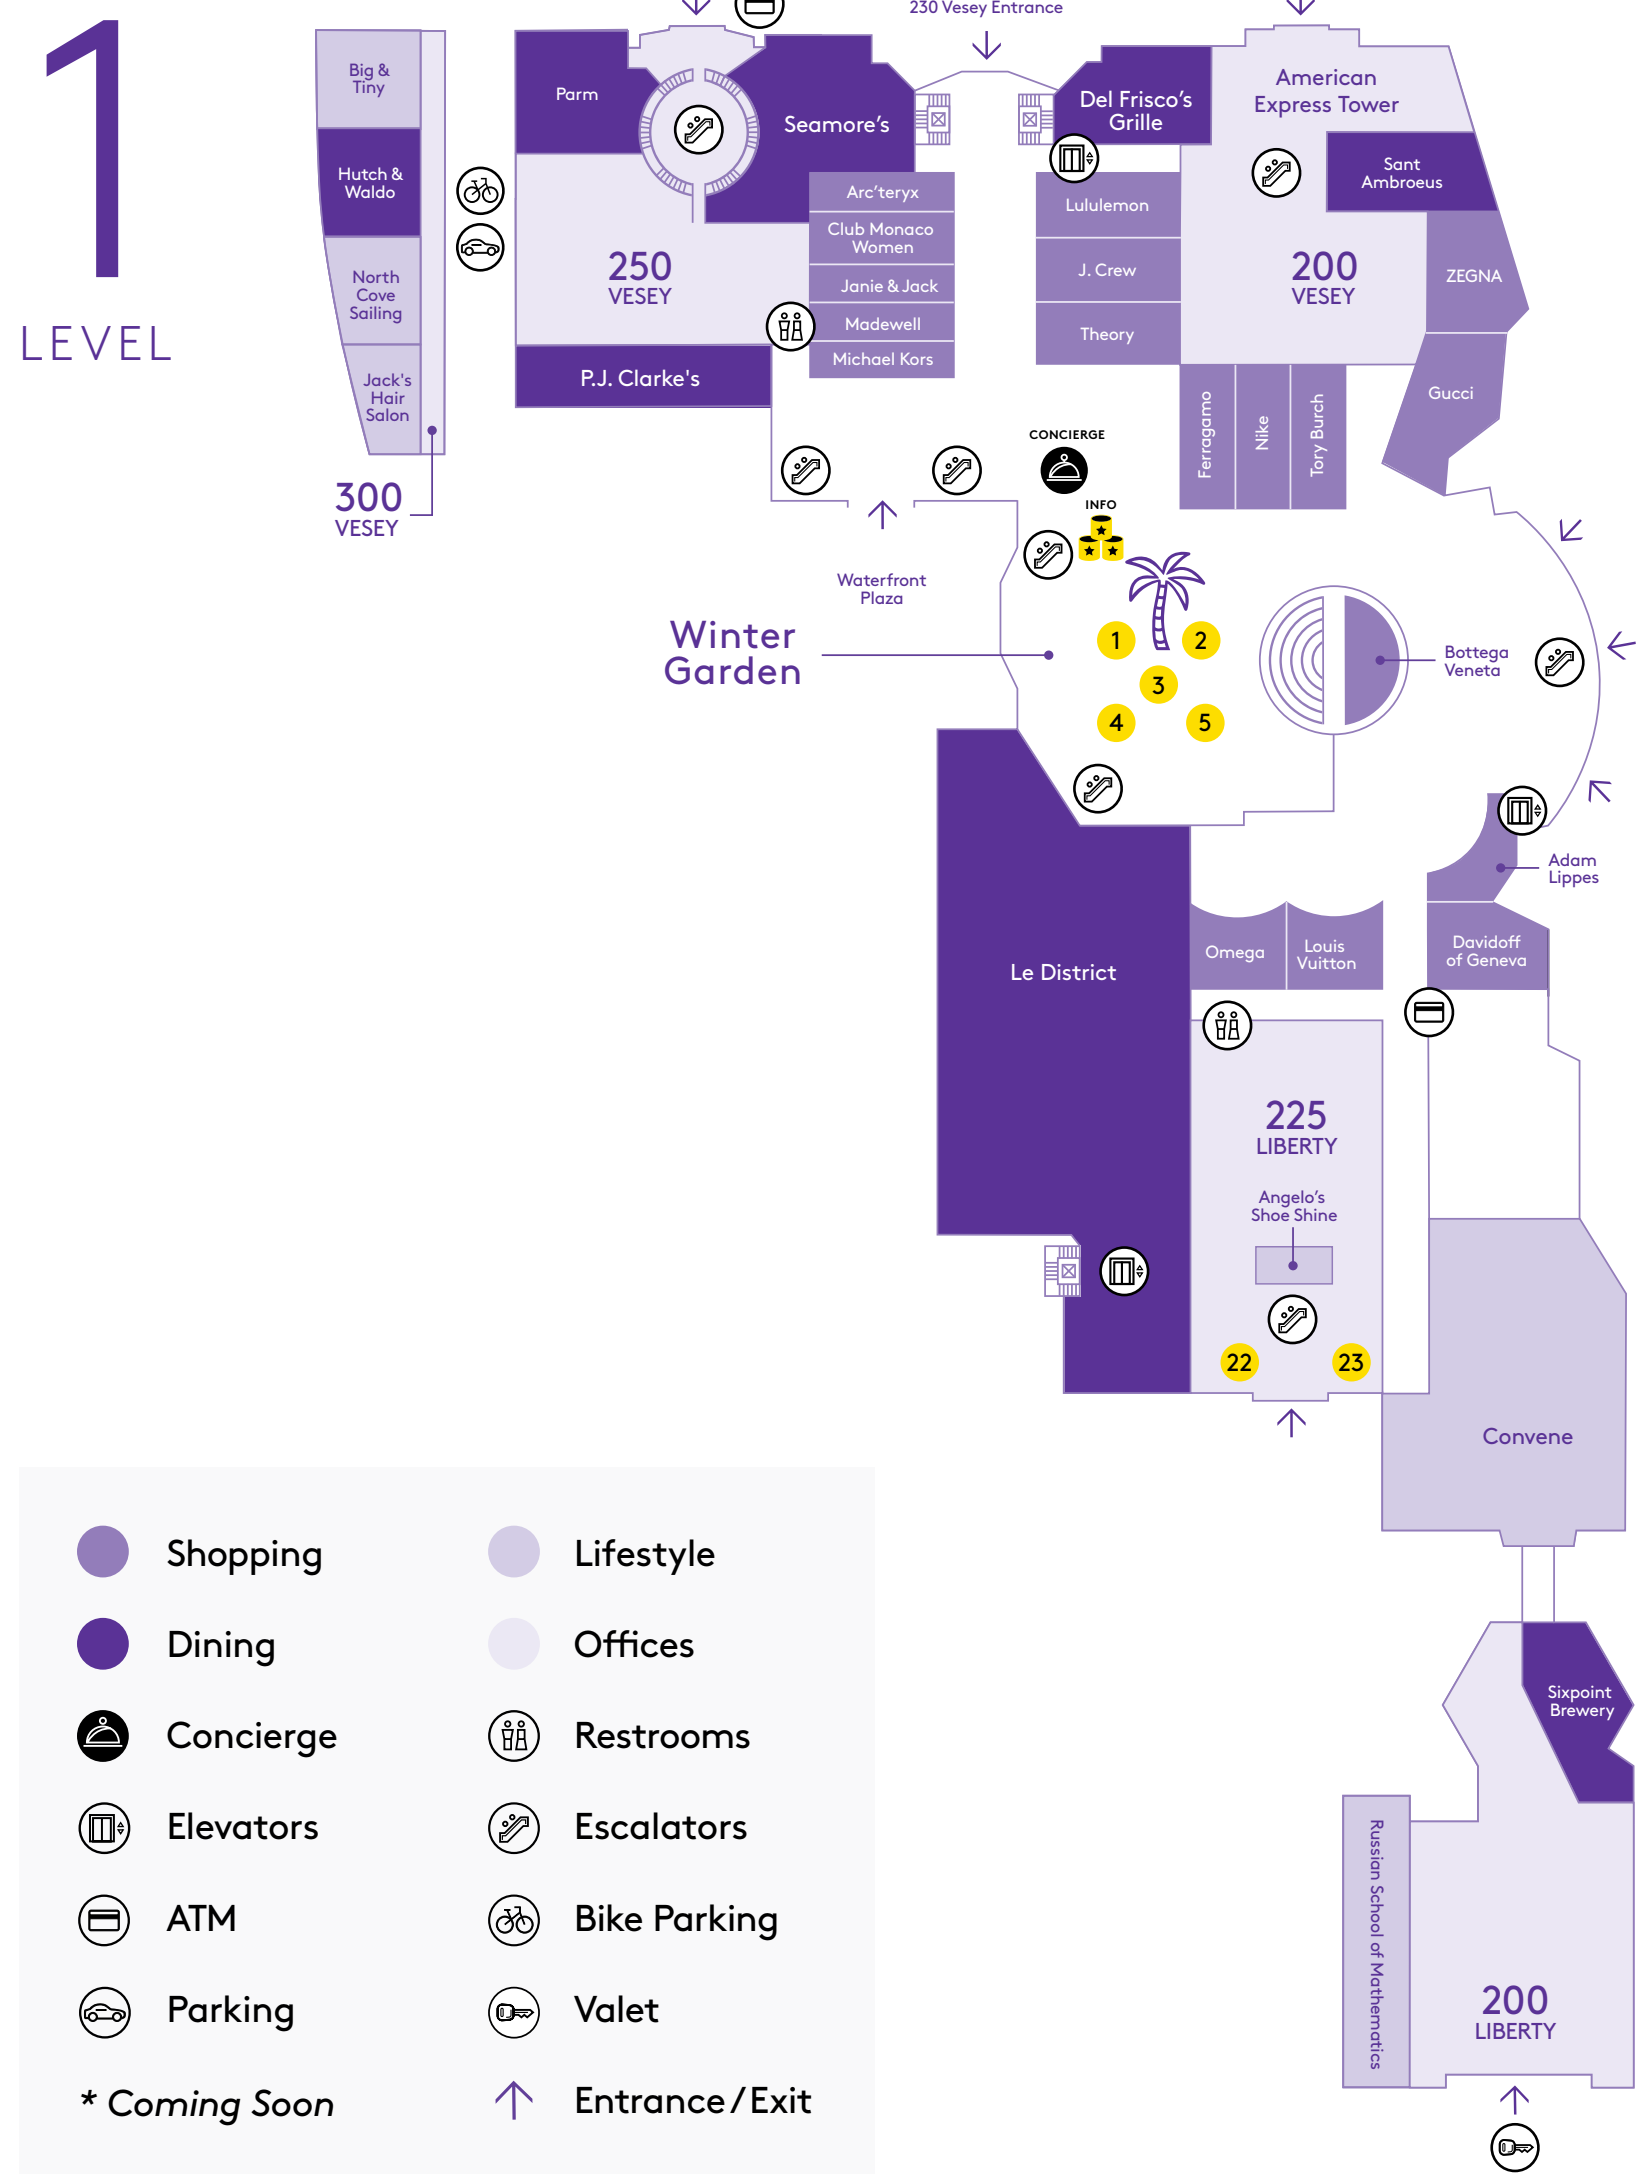 1
LEVEL
230 Vesey Entrance
Big &
Tiny
Hutch &
Waldo
North
Cove
Sailing
Jack's
Hair
Salon
300
VESEY
Parm
Seamore's
250
VESEY
P.J. Clarke's
Arc'teryx
Club Monaco
Women
Janie & Jack
Madewell
Michael Kors
Del Frisco's
Grille
Lululemon
J. Crew
Theory
American
Express Tower
Sant
Ambroeus
200
VESEY
ZEGNA
Gucci
Ferragamo
Nike
Tory Burch
CONCIERGE
INFO
Waterfront
Plaza
Winter
Garden
1
2
3
4
5
Bottega
Veneta
Adam
Lippes
Davidoff
of Geneva
Omega
Louis
Vuitton
Le District
225
LIBERTY
Angelo's
Shoe Shine
22
23
Convene
Sixpoint
Brewery
Russian School of Mathematics
200
LIBERTY
Shopping
Lifestyle
Dining
Offices
Concierge
Restrooms
Elevators
Escalators
ATM
Bike Parking
Parking
Valet
* Coming Soon
Entrance / Exit